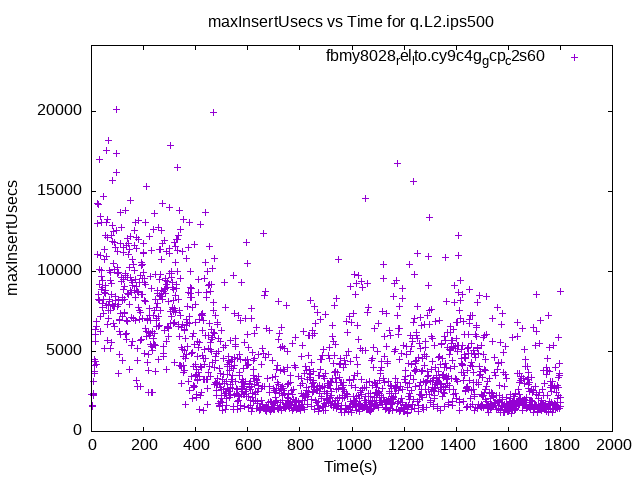 maxInsertUsecs vs Time for q.L2.ips500
fbmy8028relito.cy9c4ggcpc2s60
20000
15000
10000
5000
0
maxInsertUsecs
0 200 400 600 800 1000 1200 1400 1600 1800 2000
Time(s)